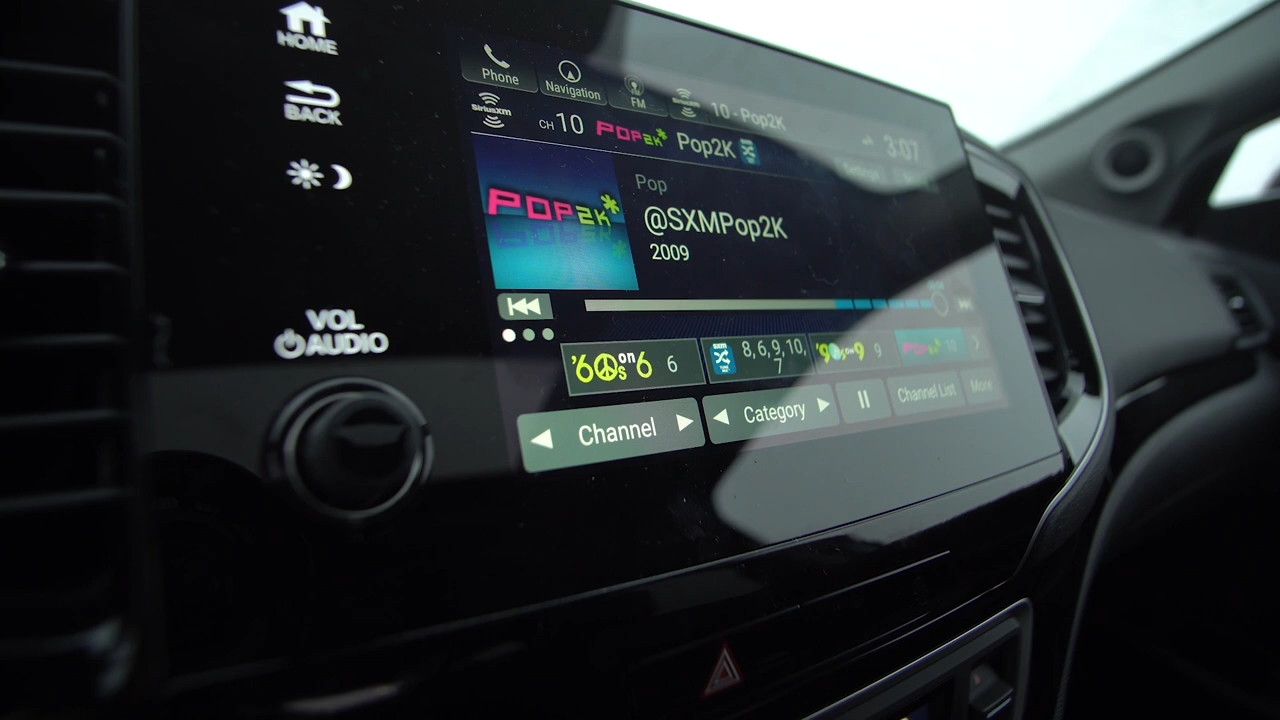 HOME
BACK
VOL
AUDIO
Phone
Navigation
FM
10 - Pop2K
3:07
SiriusXM
CH 10
POP2K
Pop2K
POP2K
Pop
@SXMPop2K
2009
'60s on 6
6
sxm
8,6,9,10,
7
'90s on 9
9
POP2K
10
Channel
Category
Channel List
More